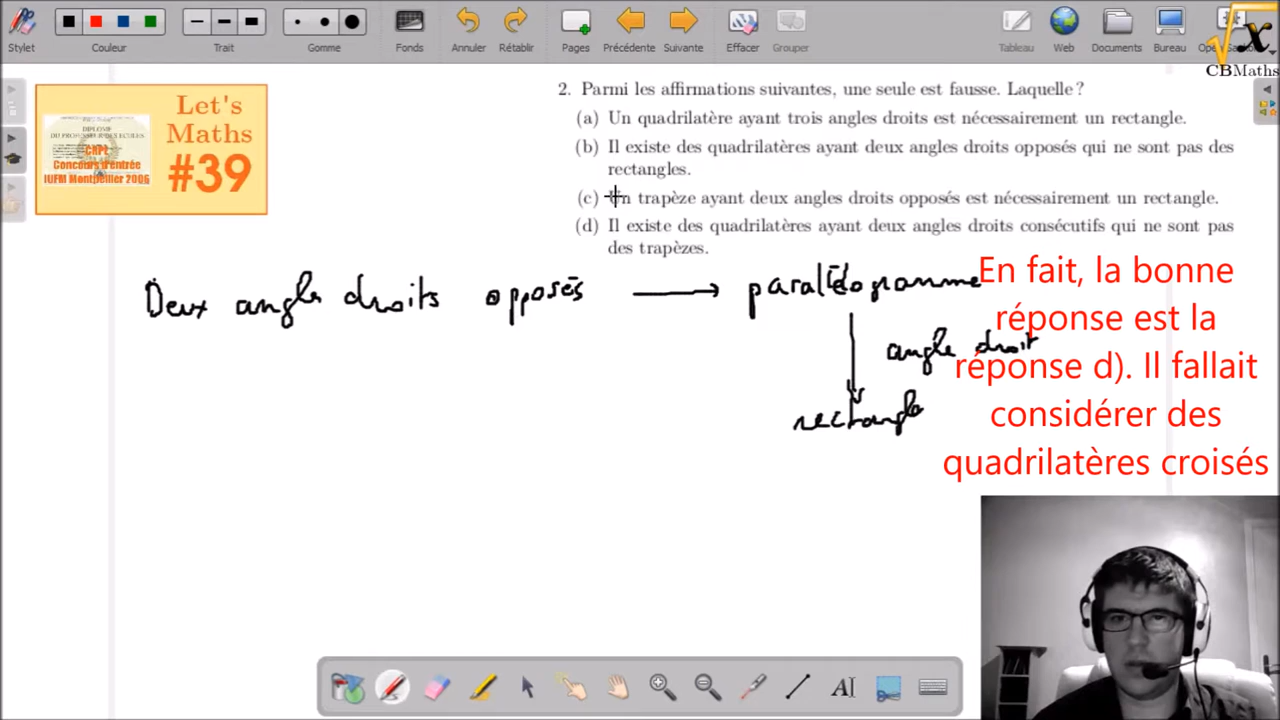 Stylet
Couleur
Trait
Gomme
Fonds
Annuler
Rétablir
Pages
Précédente
Suivante
Effacer
Grouper
Tableau
Web
Documents
Bureau
CBMaths
Let's
Maths
#39
CRPE
Concours d'entrée
IUFM Montpellier 2006
2. Parmi les affirmations suivantes, une seule est fausse. Laquelle ?
(a) Un quadrilatère ayant trois angles droits est nécessairement un rectangle.
(b) Il existe des quadrilatères ayant deux angles droits opposés qui ne sont pas des
rectangles.
(c) Un trapèze ayant deux angles droits opposés est nécessairement un rectangle.
(d) Il existe des quadrilatères ayant deux angles droits consécutifs qui ne sont pas
des trapèzes.
Deux angles droits opposés → parallélogramme
angle droit
rectangle
En fait, la bonne
réponse est la
réponse d). Il fallait
considérer des
quadrilatères croisés